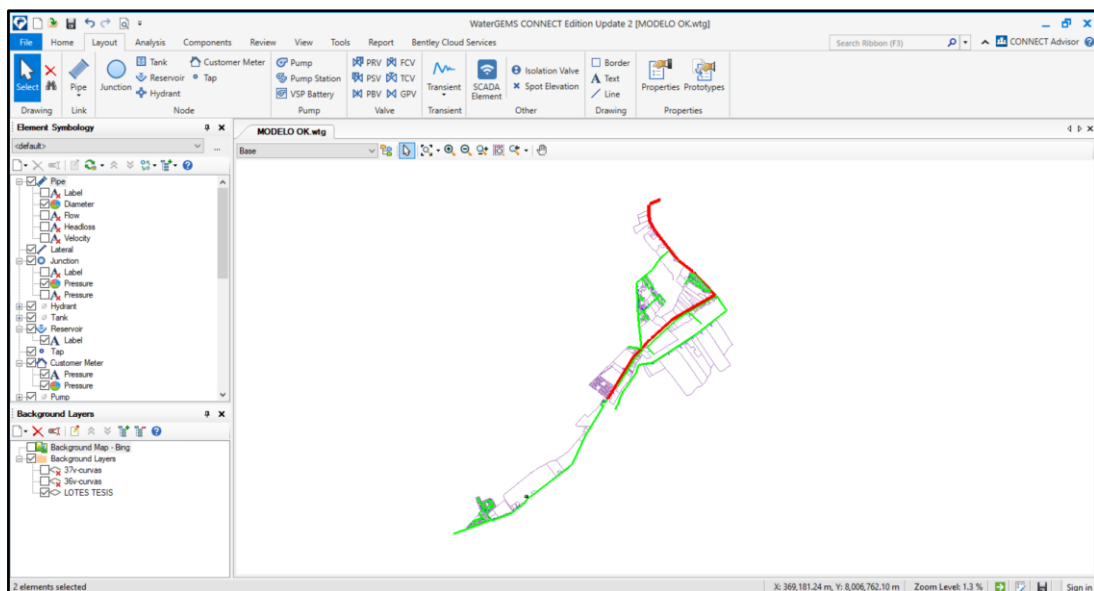 WaterGEMS CONNECT Edition Update 2 [MODELO OK.wtg]
File Home Layout Analysis Components Review View Tools Report Bentley Cloud Services
Search Ribbon (F3)
CONNECT Advisor
Select
Pipe
Junction
Tank
Reservoir
Hydrant
Customer Meter
Tap
Pump
Pump Station
VSP Battery
PRV FCV
PSV TCV
PBV GPV
Transient
SCADA
Element
Isolation Valve
Spot Elevation
Border
Text
Line
Properties
Prototypes
Drawing Link Node Pump Valve Transient Other Drawing Properties
Element Symbology
<default>
...
Pipe
Label
Diameter
Flow
Headloss
Velocity
Lateral
Junction
Label
Pressure
Pressure
Hydrant
Tank
Reservoir
Label
Tap
Customer Meter
Pressure
Pressure
Pump
Background Layers
Background Map - Bing
Background Layers
37v-curvas
36v-curvas
LOTES TESIS
MODELO OK.wtg
Base
2 elements selected
X: 369,181.24 m, Y: 8,006,762.10 m Zoom Level: 1.3 % Sign in